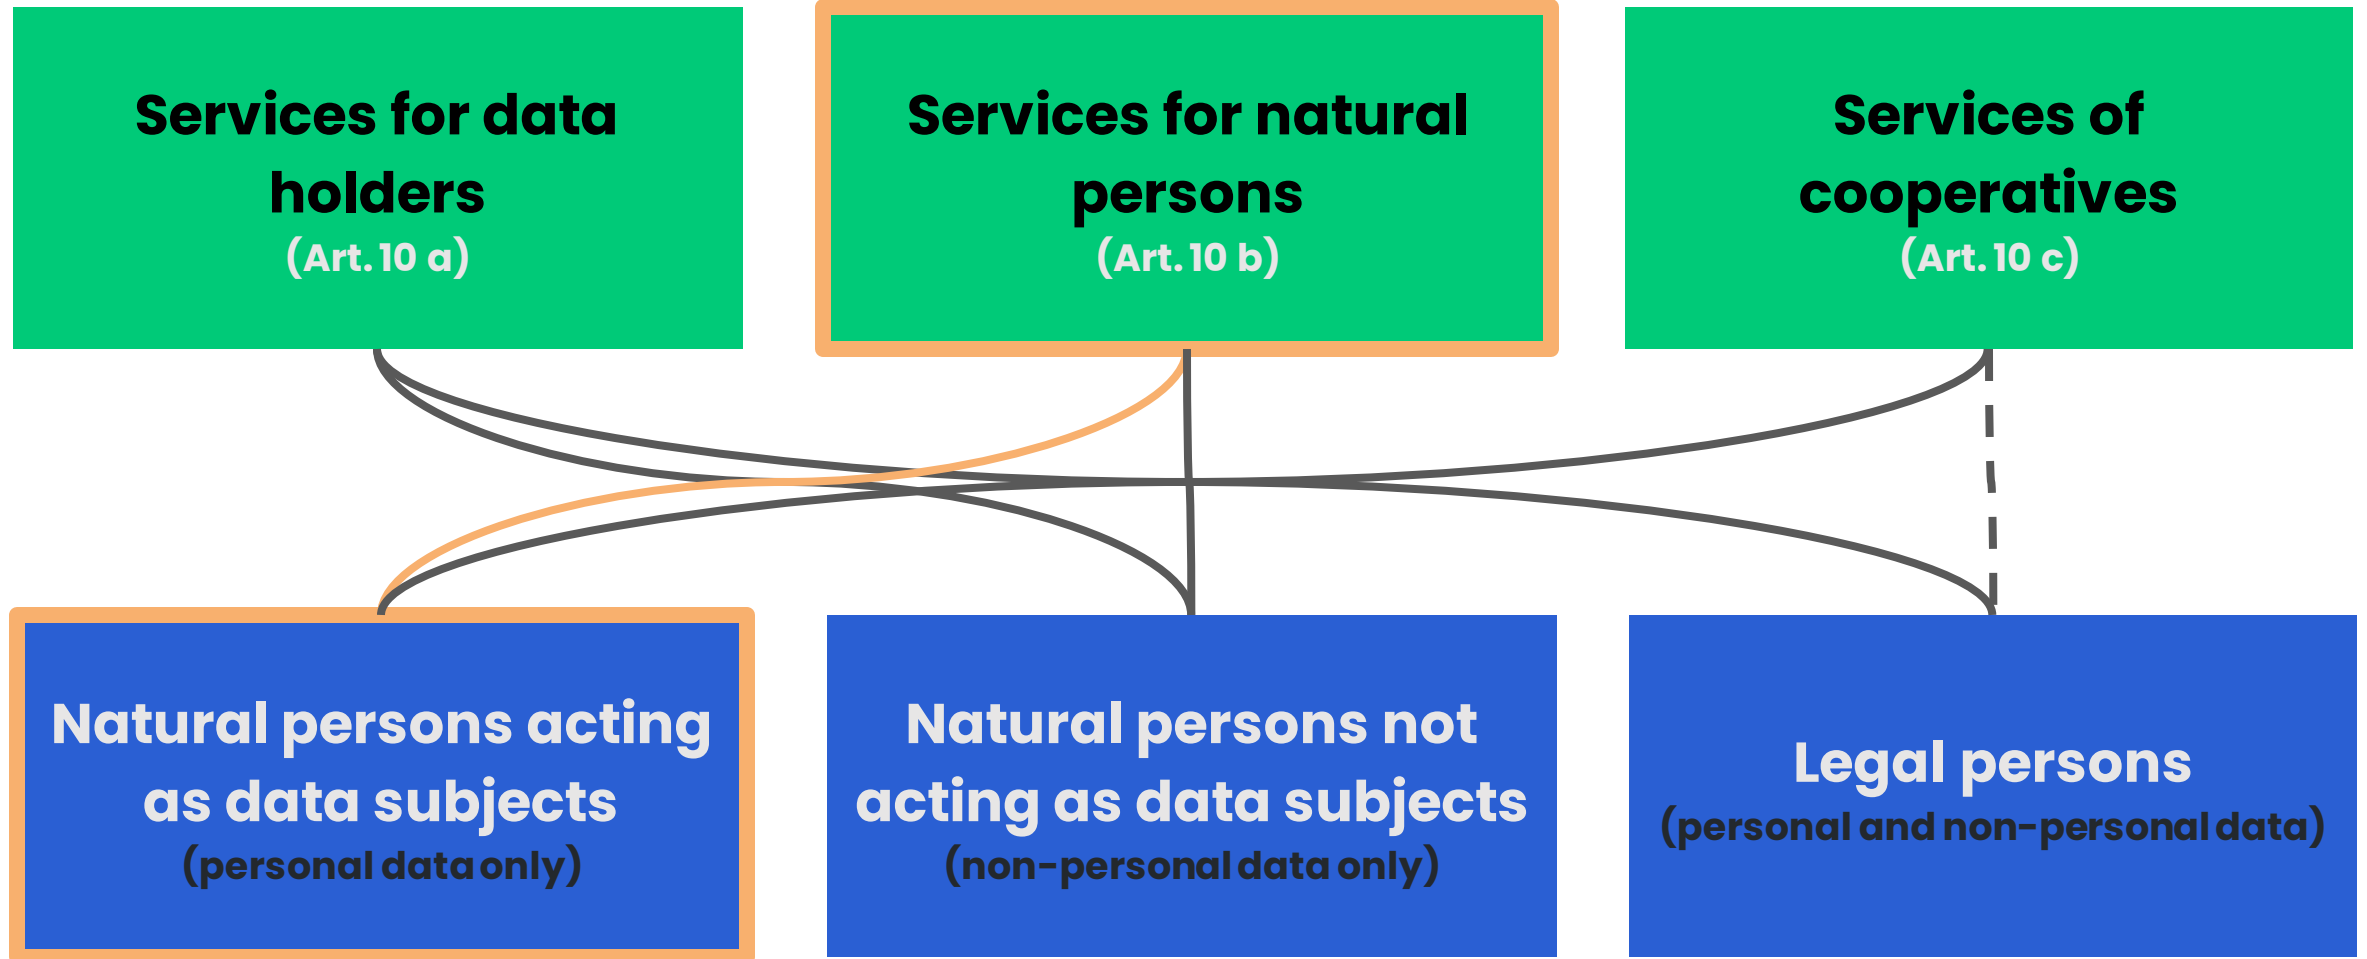 Services for data
holders
(Art. 10 a)
Services for natural
persons
(Art. 10 b)
Services of
cooperatives
(Art. 10 c)
Natural persons acting
as data subjects
(personal data only)
Natural persons not
acting as data subjects
(non-personal data only)
Legal persons
(personal and non-personal data)